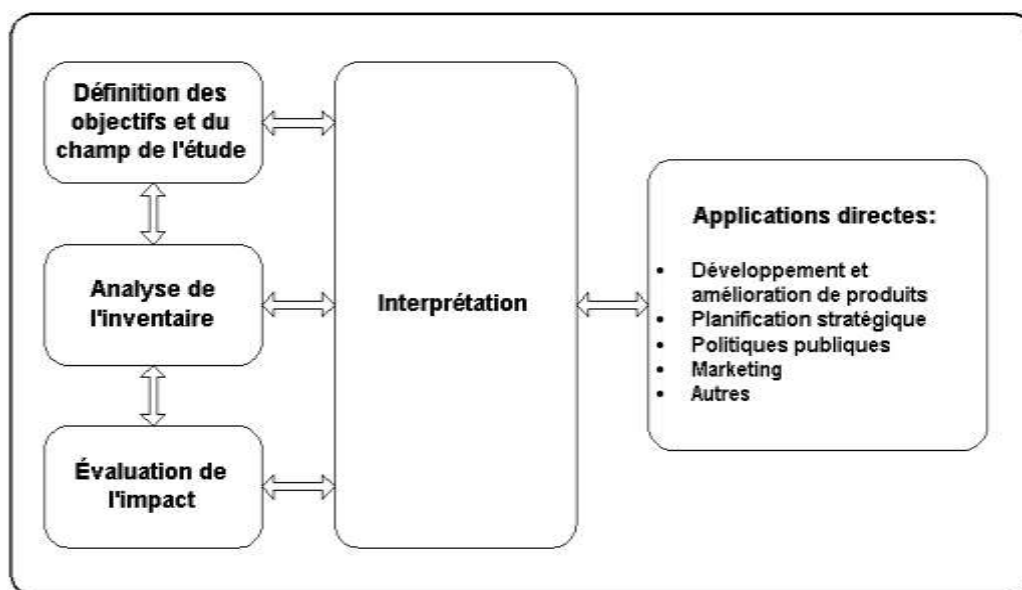 Définition des
objectifs et du
champ de l'étude
Analyse de
l'inventaire
Évaluation de
l'impact
Interprétation
Applications directes:
• Développement et
amélioration de produits
• Planification stratégique
• Politiques publiques
• Marketing
• Autres